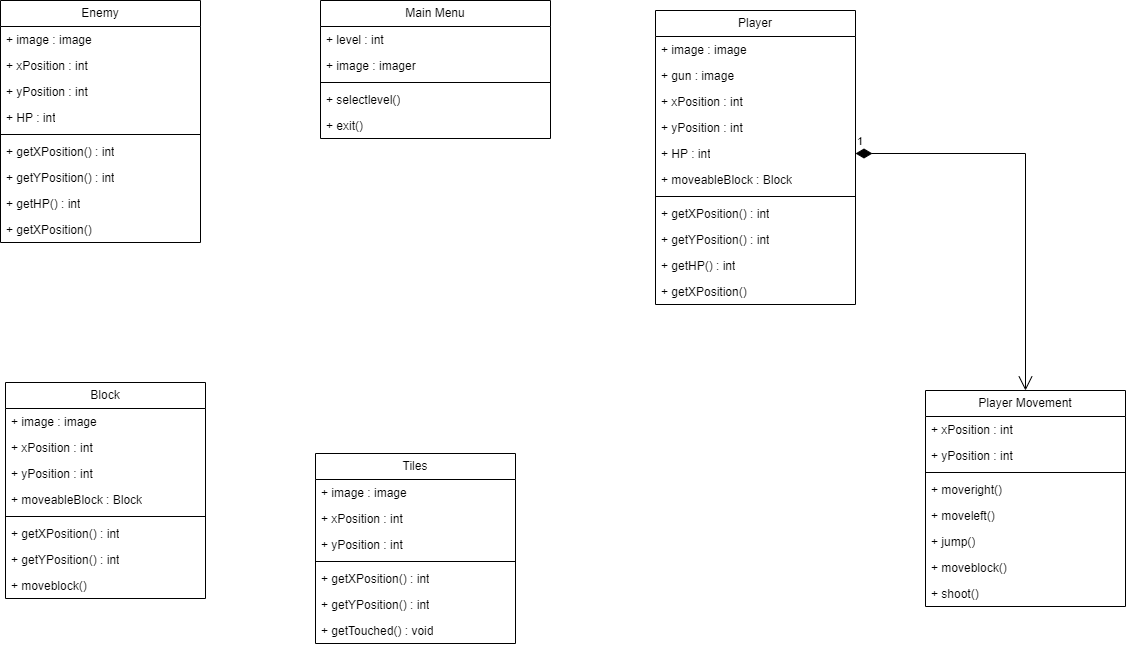 Enemy
+ image : image
+ xPosition : int
+ yPosition : int
+ HP : int
+ getXPosition() : int
+ getYPosition() : int
+ getHP() : int
+ getXPosition()
Main Menu
+ level : int
+ image : imager
+ selectlevel()
+ exit()
Player
+ image : image
+ gun : image
+ xPosition : int
+ yPosition : int
+ HP : int
+ moveableBlock : Block
+ getXPosition() : int
+ getYPosition() : int
+ getHP() : int
+ getXPosition()
1
Block
+ image : image
+ xPosition : int
+ yPosition : int
+ moveableBlock : Block
+ getXPosition() : int
+ getYPosition() : int
+ moveblock()
Tiles
+ image : image
+ xPosition : int
+ yPosition : int
+ getXPosition() : int
+ getYPosition() : int
+ getTouched() : void
Player Movement
+ xPosition : int
+ yPosition : int
+ moveright()
+ moveleft()
+ jump()
+ moveblock()
+ shoot()